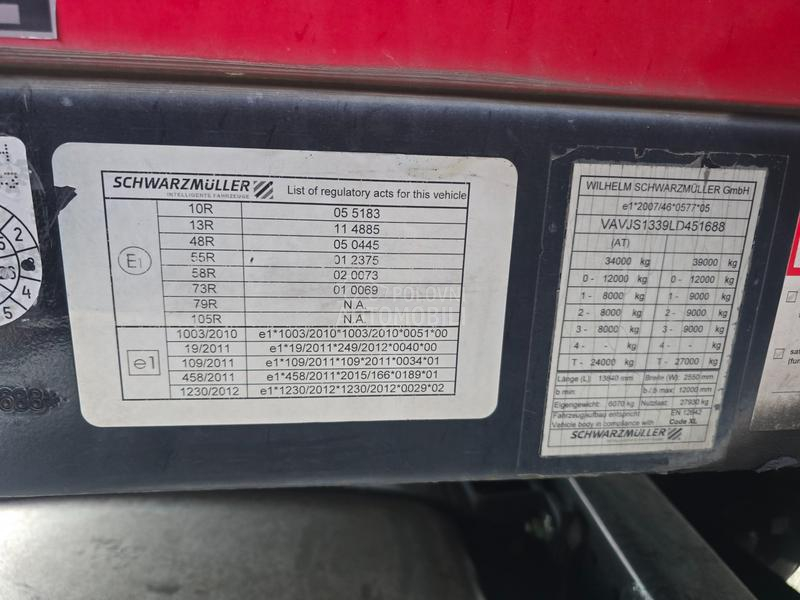 SCHWARZMÜLLER
INTELLIGENTE FAHRZEUGE
List of regulatory acts for this vehicle
E1
10R 05 5183
13R 11 4885
48R 05 0445
55R 01 2375
58R 02 0073
73R 01 0069
79R N.A.
105R N.A.
e1
1003/2010 e1*1003/2010*1003/2010*0051*00
19/2011 e1*19/2011*249/2012*0040*00
109/2011 e1*109/2011*109*2011*0034*01
458/2011 e1*458/2011*2015/166*0189*01
1230/2012 e1*1230/2012*1230/2012*0029*02
WILHELM SCHWARZMÜLLER GmbH
e1*2007/46*0577*05
VAVJS1339LD451688
(AT)
34000 kg 39000 kg
0 - 12000 kg 0 - 12000 kg
1 - 8000 kg 1 - 9000 kg
2 - 8000 kg 2 - 9000 kg
3 - 8000 kg 3 - 9000 kg
4 - - kg 4 - - kg
T - 24000 kg T - 27000 kg
Länge (L): 13840 mm Breite (W): 2550 mm
b min: b / b max: 12000 mm
Eigengewicht: 6070 kg Nutzlast: 27930 kg
Fahrzeugaufbau entspricht EN 12642
Vehicle body in compliance with Code XL
SCHWARZMÜLLER
2
4
5